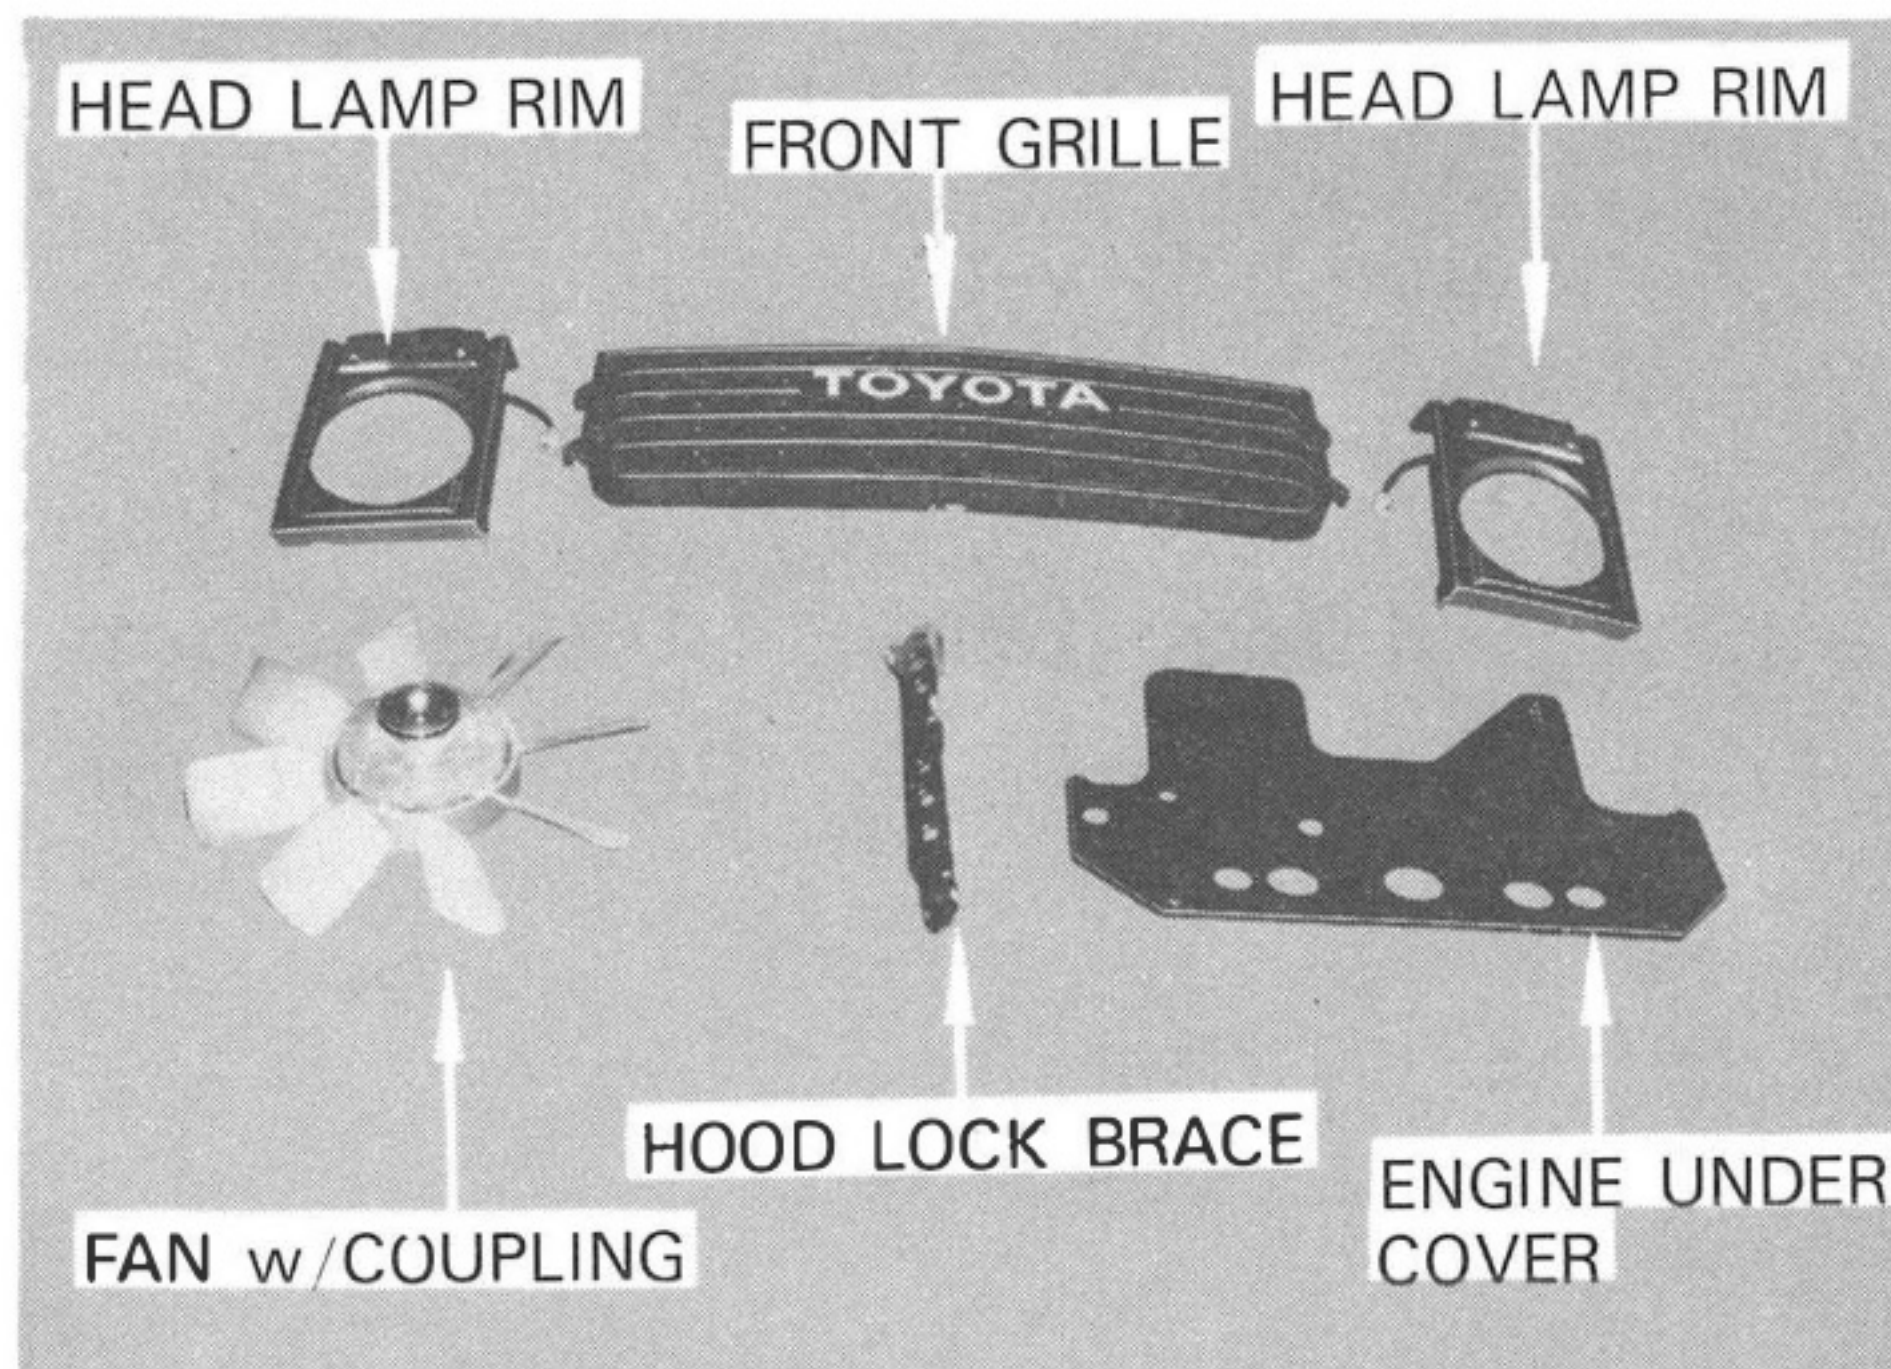 HEAD LAMP RIM
FRONT GRILLE
HEAD LAMP RIM
TOYOTA
HOOD LOCK BRACE
ENGINE UNDER
COVER
FAN w/COUPLING